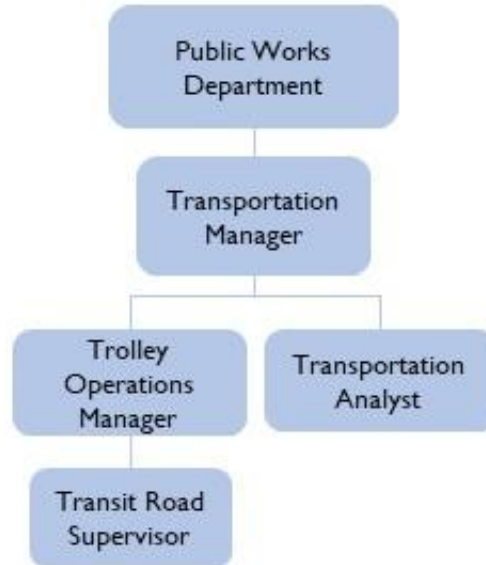 Public Works
Department
Transportation
Manager
Trolley
Operations
Manager
Transportation
Analyst
Transit Road
Supervisor